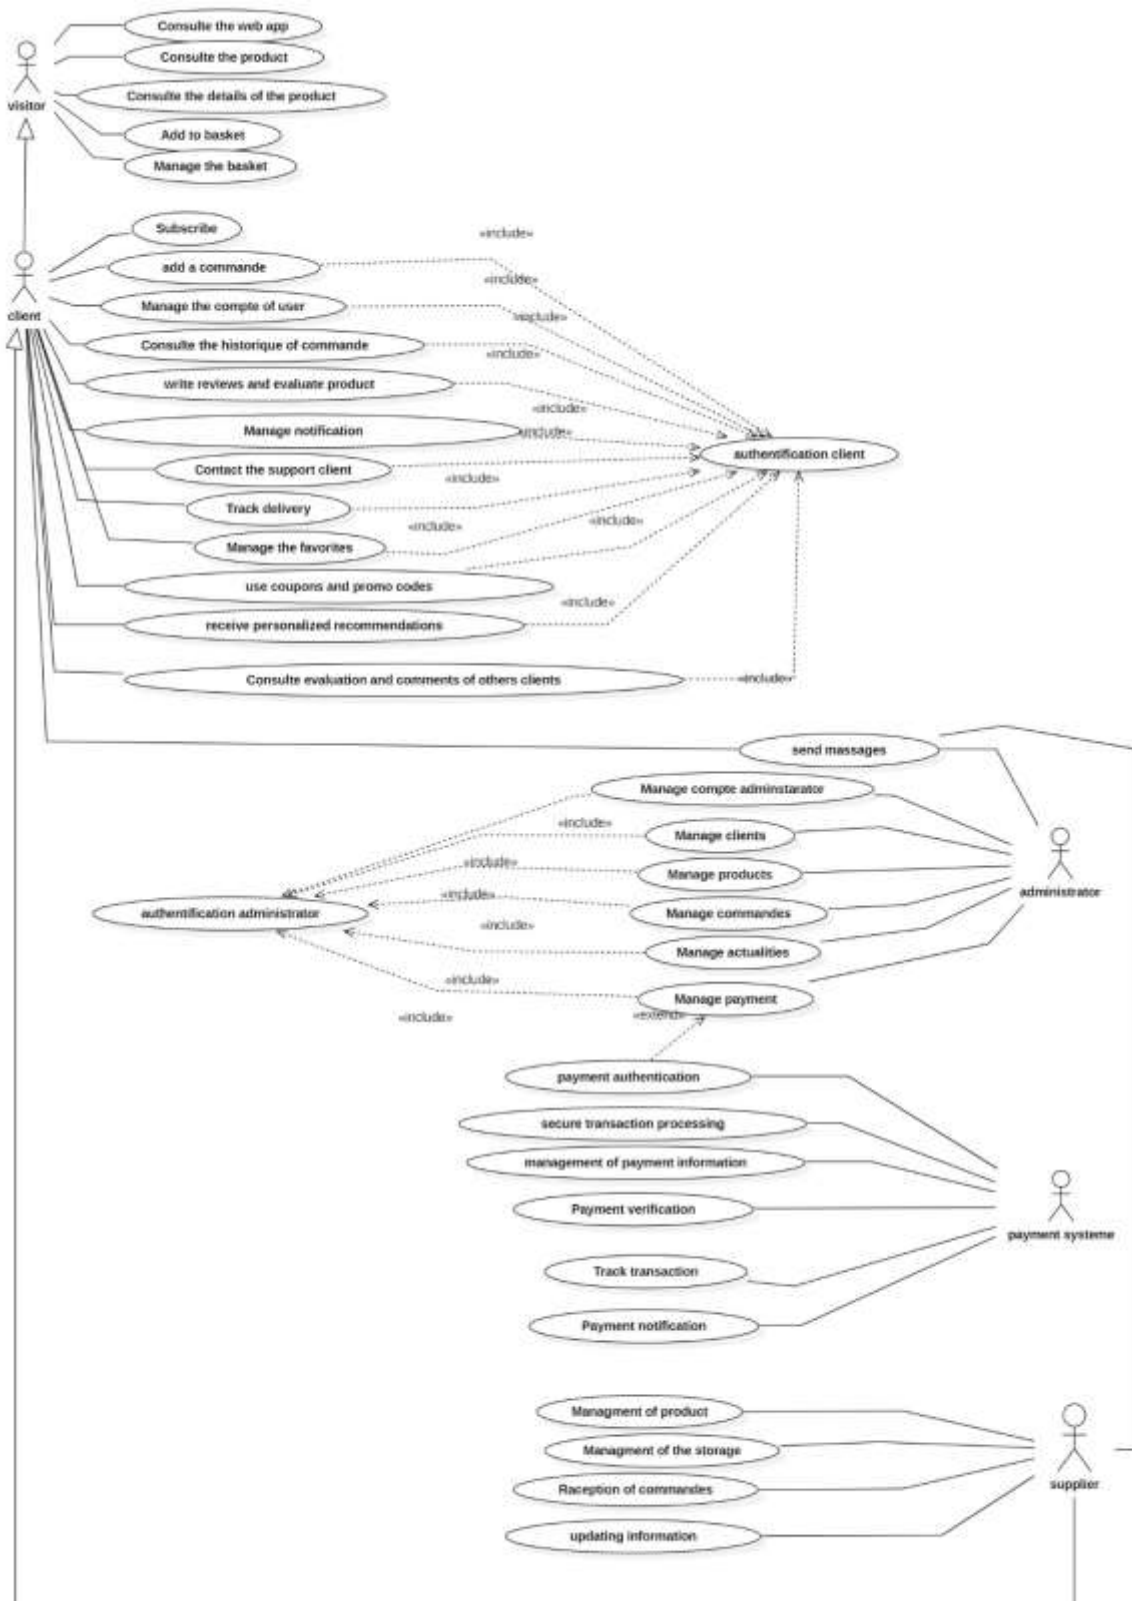 Consulte the web app
Consulte the product
visitor
Consulte the details of the product
Add to basket
Manage the basket
Subscribe
«include»
add a commande
«include»
client
Manage the compte of user
«include»
Consulte the historique of commande
«include»
write reviews and evaluate product
«include»
Manage notification
«include»
authentification client
Contact the support client
«include»
Track delivery
«include»
«include»
Manage the favorites
use coupons and promo codes
«include»
receive personalized recommendations
Consulte evaluation and comments of others clients
«include»
send massages
Manage compte adminstarator
«include»
Manage clients
«include»
Manage products
administrator
«include»
authentification administrator
Manage commandes
«include»
Manage actualities
«include»
Manage payment
«include»
«extend»
payment authentication
secure transaction processing
management of payment information
Payment verification
payment systeme
Track transaction
Payment notification
Managment of product
Managment of the storage
supplier
Raception of commandes
updating information